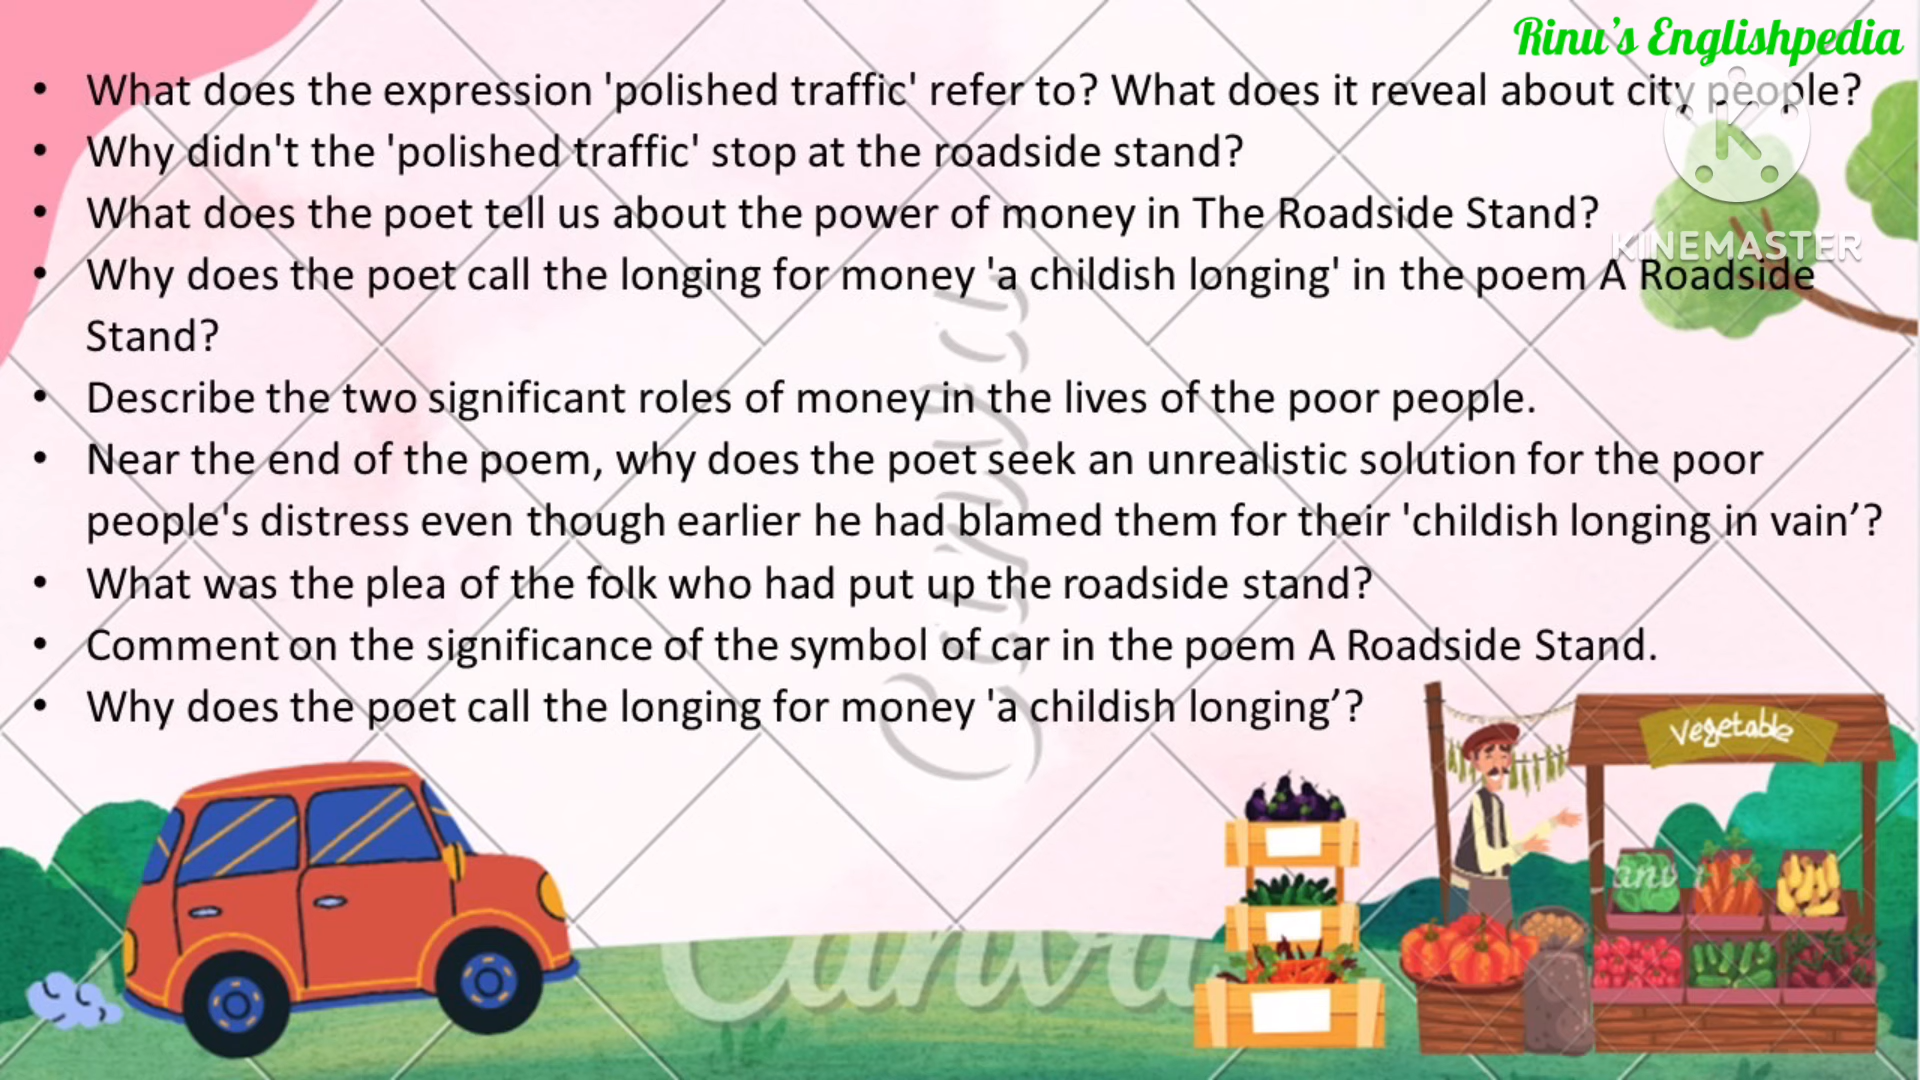 Rinu's Englishpedia
• What does the expression 'polished traffic' refer to? What does it reveal about city people?
• Why didn't the 'polished traffic' stop at the roadside stand?
• What does the poet tell us about the power of money in The Roadside Stand?
KINEMASTER
• Why does the poet call the longing for money 'a childish longing' in the poem A Roadside
Stand?
• Describe the two significant roles of money in the lives of the poor people.
• Near the end of the poem, why does the poet seek an unrealistic solution for the poor
people's distress even though earlier he had blamed them for their 'childish longing in vain’?
• What was the plea of the folk who had put up the roadside stand?
• Comment on the significance of the symbol of car in the poem A Roadside Stand.
• Why does the poet call the longing for money 'a childish longing’?
Vegetable
Canva
Canva
Canva